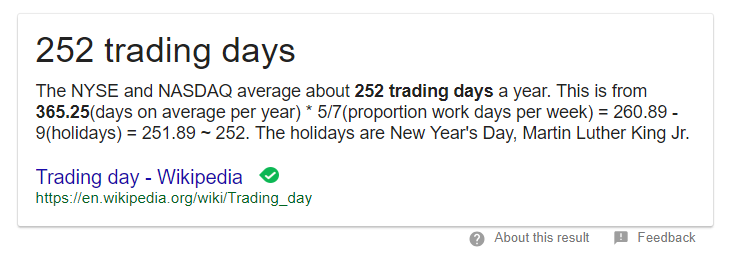 252 trading days
The NYSE and NASDAQ average about 252 trading days a year. This is from
365.25(days on average per year) * 5/7(proportion work days per week) = 260.89 -
9(holidays) = 251.89 ~ 252. The holidays are New Year's Day, Martin Luther King Jr.
Trading day - Wikipedia
https://en.wikipedia.org/wiki/Trading_day
About this result Feedback